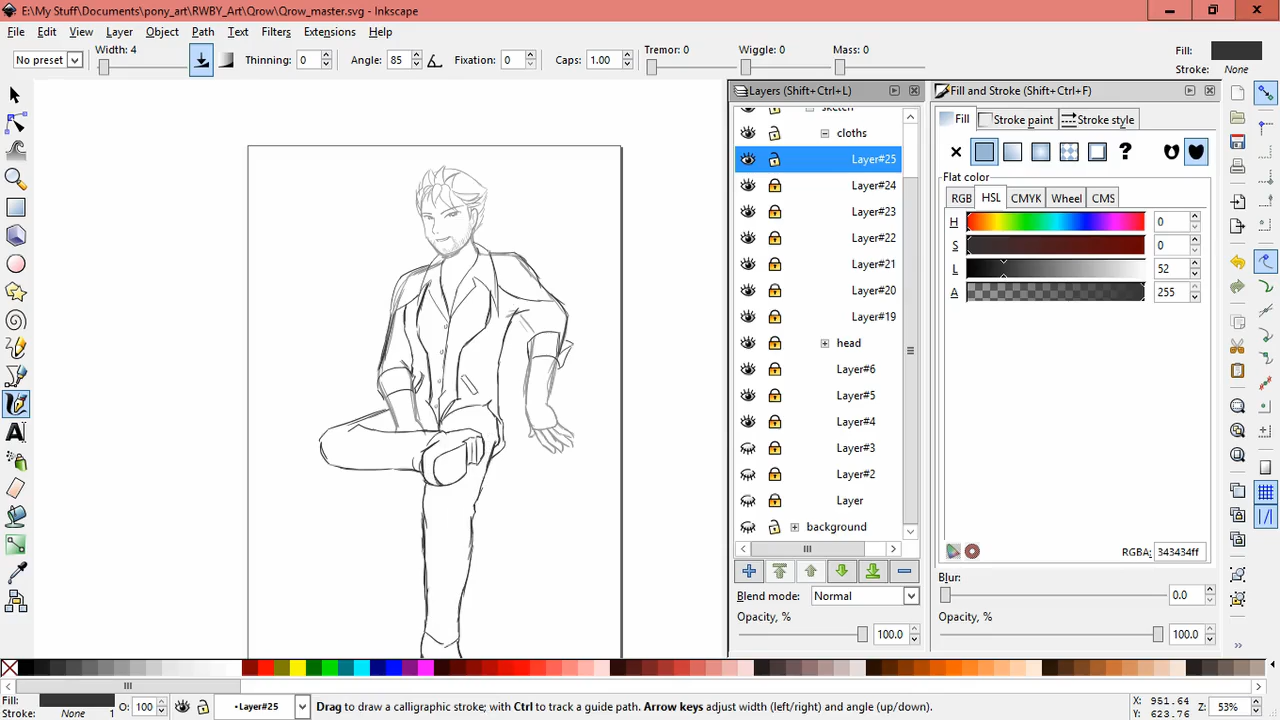 E:\My Stuff\Documents\pony_art\RWBY_Art\Qrow\Qrow_master.svg - Inkscape
File Edit View Layer Object Path Filters Text Extensions Help
No preset Width: 4 Thinning: 0 Angle: 85 Fixation: 0 Caps: 1.00 Tremor: 0 Wiggle: 0 Mass: 0 Fill: Stroke: None
Layers (Shift+Ctrl+L)
sketch
cloths
Layer#25
Layer#24
Layer#23
Layer#22
Layer#21
Layer#20
Layer#19
head
Layer#6
Layer#5
Layer#4
Layer#3
Layer#2
Layer
background
Blend mode: Normal
Opacity, %
100.0
Fill and Stroke (Shift+Ctrl+F)
Fill Stroke paint Stroke style
?
Flat color
RGB HSL CMYK Wheel CMS
H 0
S 0
L 52
A 255
RGBA: 343434ff
Blur:
0.0
Opacity, %
100.0
Fill:
Stroke: None 1
O: 100
•Layer#25
Drag to draw a calligraphic stroke; with Ctrl to track a guide path. Arrow keys adjust width (left/right) and angle (up/down).
X: 951.64
Y: 623.76
Z: 53%